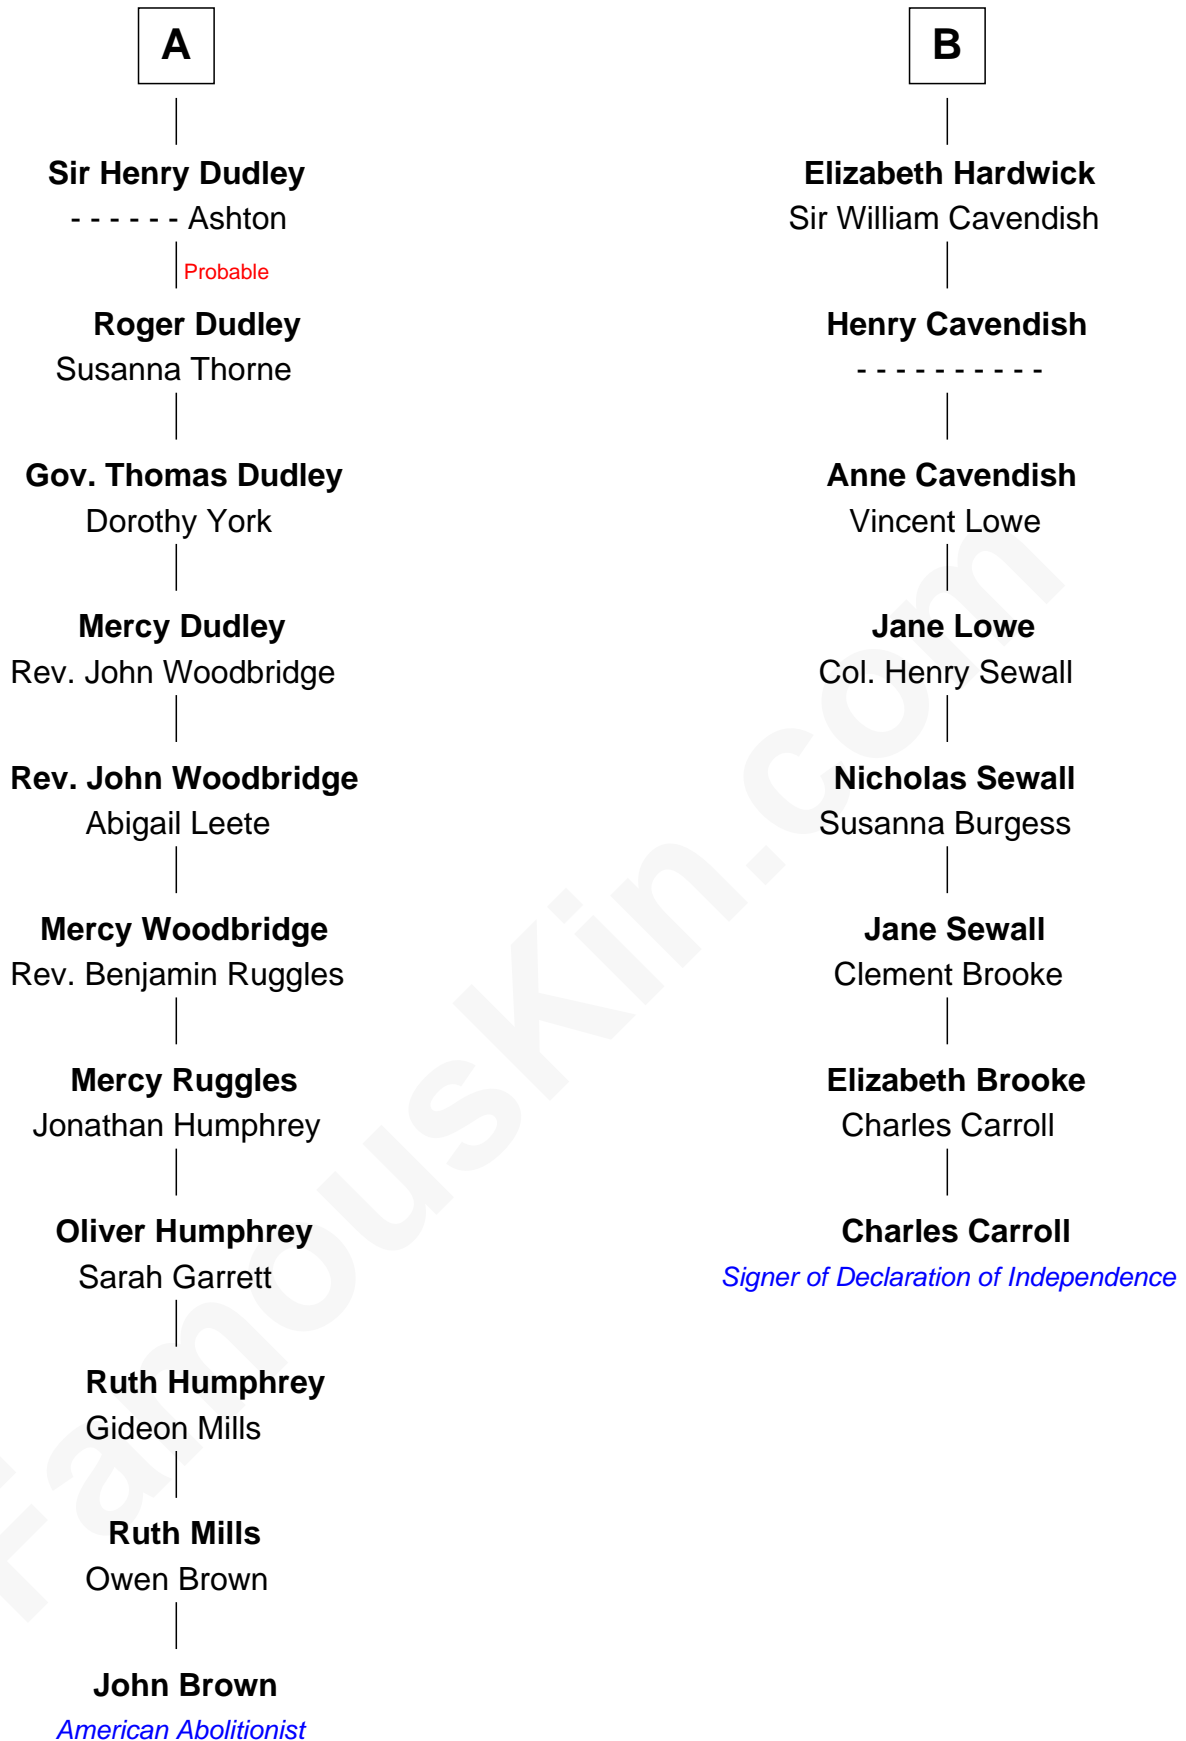 A
Sir Henry Dudley
- - - - - - Ashton
Probable
Roger Dudley
Susanna Thorne
Gov. Thomas Dudley
Dorothy York
Mercy Dudley
Rev. John Woodbridge
Rev. John Woodbridge
Abigail Leete
Mercy Woodbridge
Rev. Benjamin Ruggles
Mercy Ruggles
Jonathan Humphrey
Oliver Humphrey
Sarah Garrett
Ruth Humphrey
Gideon Mills
Ruth Mills
Owen Brown
John Brown
American Abolitionist
B
Elizabeth Hardwick
Sir William Cavendish
Henry Cavendish
- - - - - - - - - -
Anne Cavendish
Vincent Lowe
Jane Lowe
Col. Henry Sewall
Nicholas Sewall
Susanna Burgess
Jane Sewall
Clement Brooke
Elizabeth Brooke
Charles Carroll
Charles Carroll
Signer of Declaration of Independence
FamousKin.com